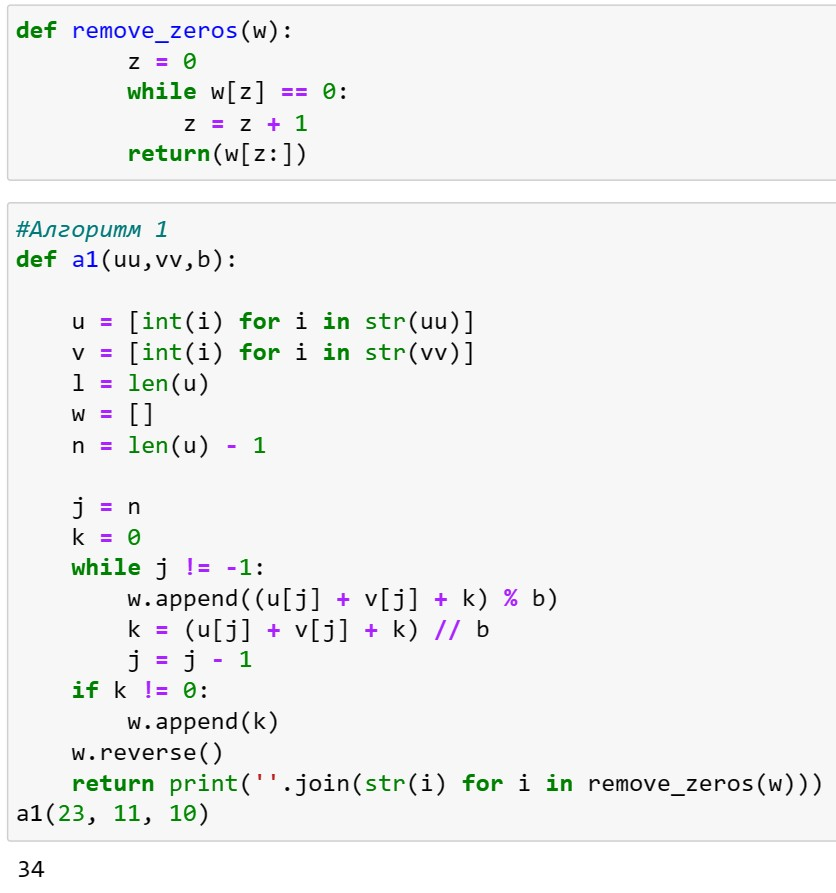 def remove_zeros(w):
        z = 0
        while w[z] == 0:
            z = z + 1
        return(w[z:])
#Алгоритм 1
def a1(uu,vv,b):
    u = [int(i) for i in str(uu)]
    v = [int(i) for i in str(vv)]
    l = len(u)
    w = []
    n = len(u) - 1
    j = n
    k = 0
    while j != -1:
        w.append((u[j] + v[j] + k) % b)
        k = (u[j] + v[j] + k) // b
        j = j - 1
    if k != 0:
        w.append(k)
    w.reverse()
    return print(''.join(str(i) for i in remove_zeros(w)))
a1(23, 11, 10)
34